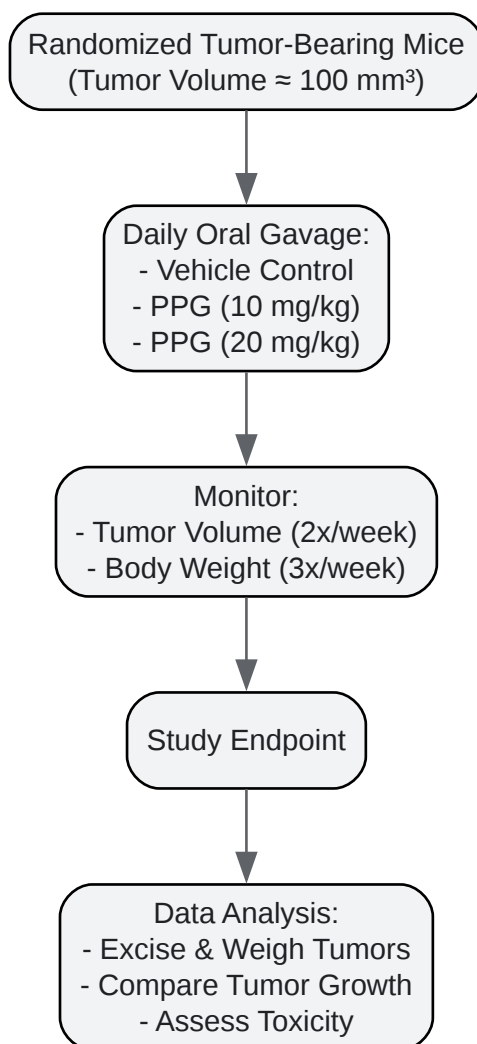 Randomized Tumor-Bearing Mice
(Tumor Volume ≈ 100 mm³)
Daily Oral Gavage:
- Vehicle Control
- PPG (10 mg/kg)
- PPG (20 mg/kg)
Monitor:
- Tumor Volume (2x/week)
- Body Weight (3x/week)
Study Endpoint
Data Analysis:
- Excise & Weigh Tumors
- Compare Tumor Growth
- Assess Toxicity